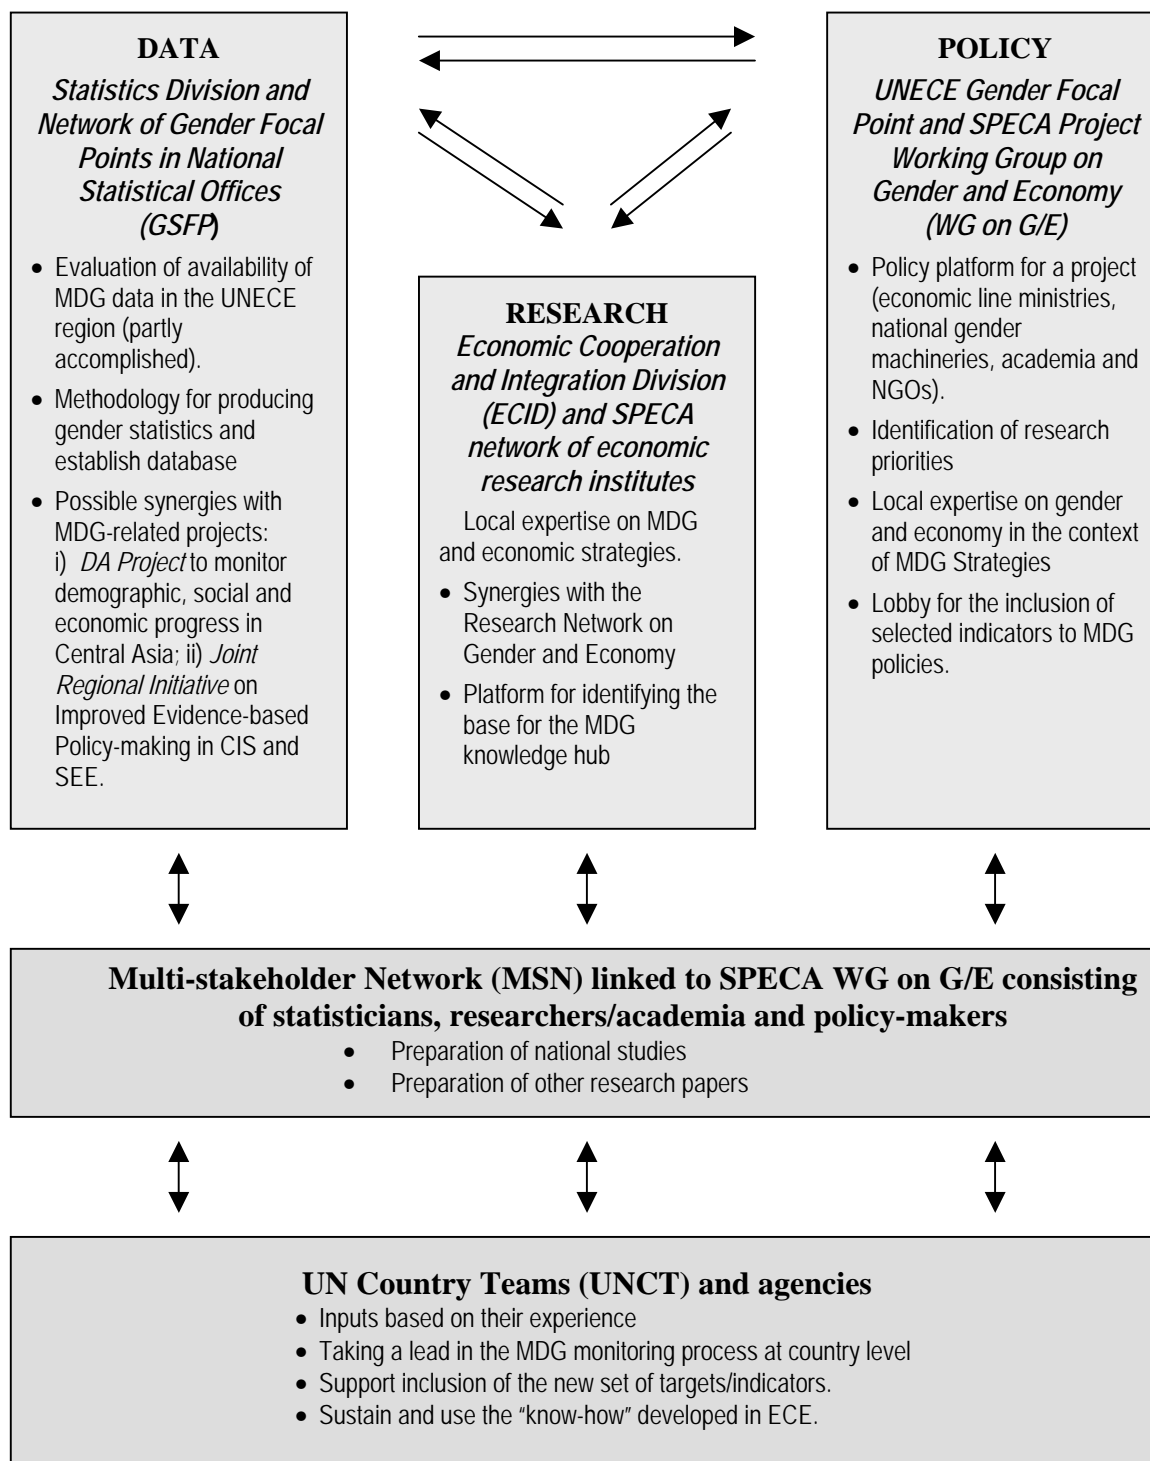 DATA
Statistics Division and
Network of Gender Focal
Points in National
Statistical Offices
(GSFP)
• Evaluation of availability of
MDG data in the UNECE
region (partly
accomplished).
• Methodology for producing
gender statistics and
establish database
• Possible synergies with
MDG-related projects:
i) DA Project to monitor
demographic, social and
economic progress in
Central Asia; ii) Joint
Regional Initiative on
Improved Evidence-based
Policy-making in CIS and
SEE.
RESEARCH
Economic Cooperation
and Integration Division
(ECID) and SPECA
network of economic
research institutes
Local expertise on MDG
and economic strategies.
• Synergies with the
Research Network on
Gender and Economy
• Platform for identifying the
base for the MDG
knowledge hub
POLICY
UNECE Gender Focal
Point and SPECA Project
Working Group on
Gender and Economy
(WG on G/E)
• Policy platform for a project
(economic line ministries,
national gender
machineries, academia and
NGOs).
• Identification of research
priorities
• Local expertise on gender
and economy in the context
of MDG Strategies
• Lobby for the inclusion of
selected indicators to MDG
policies.
Multi-stakeholder Network (MSN) linked to SPECA WG on G/E consisting
of statisticians, researchers/academia and policy-makers
• Preparation of national studies
• Preparation of other research papers
UN Country Teams (UNCT) and agencies
• Inputs based on their experience
• Taking a lead in the MDG monitoring process at country level
• Support inclusion of the new set of targets/indicators.
• Sustain and use the “know-how” developed in ECE.